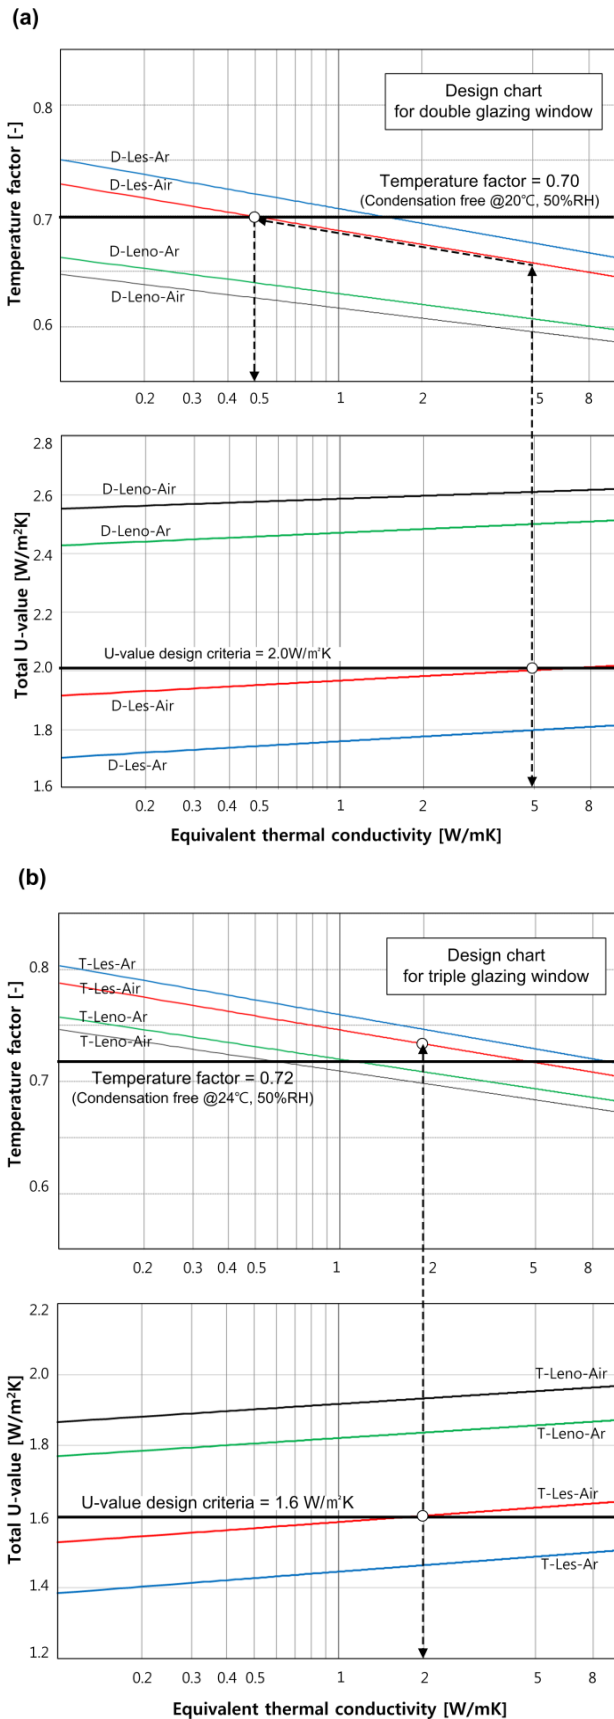 (a)
Temperature factor [-]
Design chart
for double glazing window
0.8
0.7
0.6
D-Les-Ar
D-Les-Air
Temperature factor = 0.70
(Condensation free @20℃, 50%RH)
D-Leno-Ar
D-Leno-Air
0.2 0.3 0.4 0.5 1 2 5 8
Total U-value [W/m²K]
2.8
2.6
2.4
2.2
2.0
1.8
1.6
D-Leno-Air
D-Leno-Ar
U-value design criteria = 2.0W/㎡K
D-Les-Air
D-Les-Ar
0.2 0.3 0.4 0.5 1 2 5 8
Equivalent thermal conductivity [W/mK]
(b)
Temperature factor [-]
Design chart
for triple glazing window
0.8
0.7
0.6
T-Les-Ar
T-Les-Air
T-Leno-Ar
T-Leno-Air
Temperature factor = 0.72
(Condensation free @24℃, 50%RH)
0.2 0.3 0.4 0.5 1 2 5 8
Total U-value [W/m²K]
2.2
2.0
1.8
1.6
1.4
1.2
T-Leno-Air
T-Leno-Ar
T-Les-Air
U-value design criteria = 1.6 W/㎡K
T-Les-Ar
0.2 0.3 0.4 0.5 1 2 5 8
Equivalent thermal conductivity [W/mK]